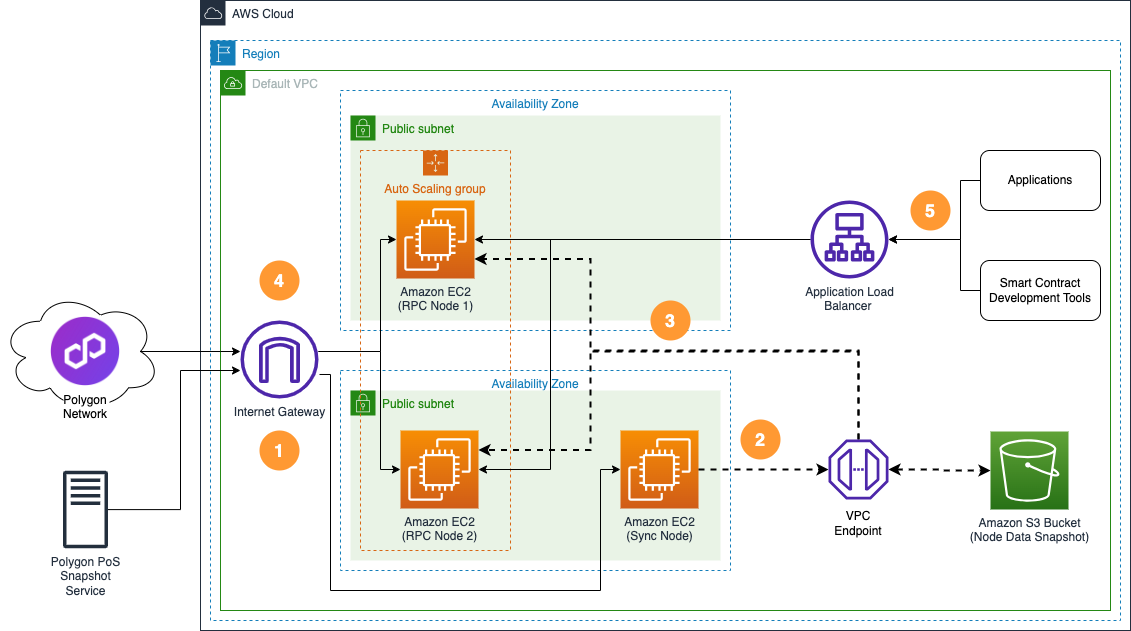 AWS Cloud
Region
Default VPC
Availability Zone
Public subnet
Auto Scaling group
Amazon EC2
(RPC Node 1)
Application Load
Balancer
5
Applications
Smart Contract
Development Tools
4
3
Polygon
Network
Internet Gateway
1
Availability Zone
Public subnet
Amazon EC2
(RPC Node 2)
Amazon EC2
(Sync Node)
2
VPC
Endpoint
Amazon S3 Bucket
(Node Data Snapshot)
Polygon PoS
Snapshot
Service